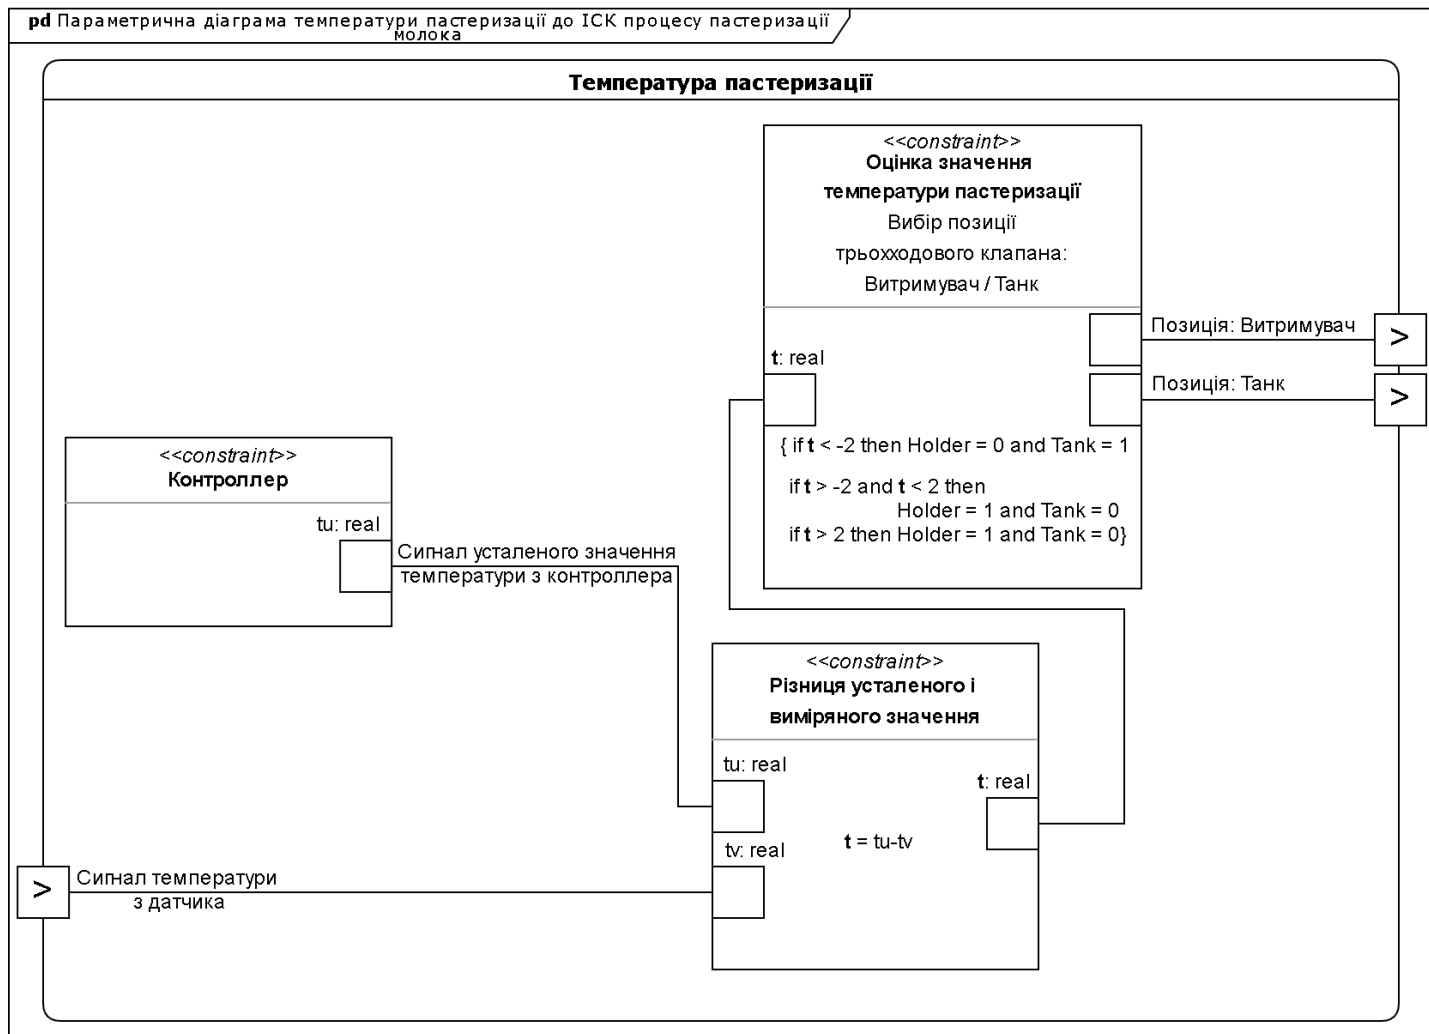 pd Параметрична діаграма температури пастеризації до ІСК процесу пастеризації
молока
Температура пастеризації
<<constraint>>
Оцінка значення
температури пастеризації
Вибір позиції
трьохходового клапана:
Витримувач / Танк
Позиція: Витримувач
>
t: real
Позиція: Танк
>
{ if t < -2 then Holder = 0 and Tank = 1
if t > -2 and t < 2 then
Holder = 1 and Tank = 0
if t > 2 then Holder = 1 and Tank = 0}
<<constraint>>
Контроллер
tu: real
Сигнал усталеного значення
температури з контроллера
<<constraint>>
Різниця усталеного і
виміряного значення
tu: real
t: real
t = tu-tv
tv: real
>
Сигнал температури
з датчика